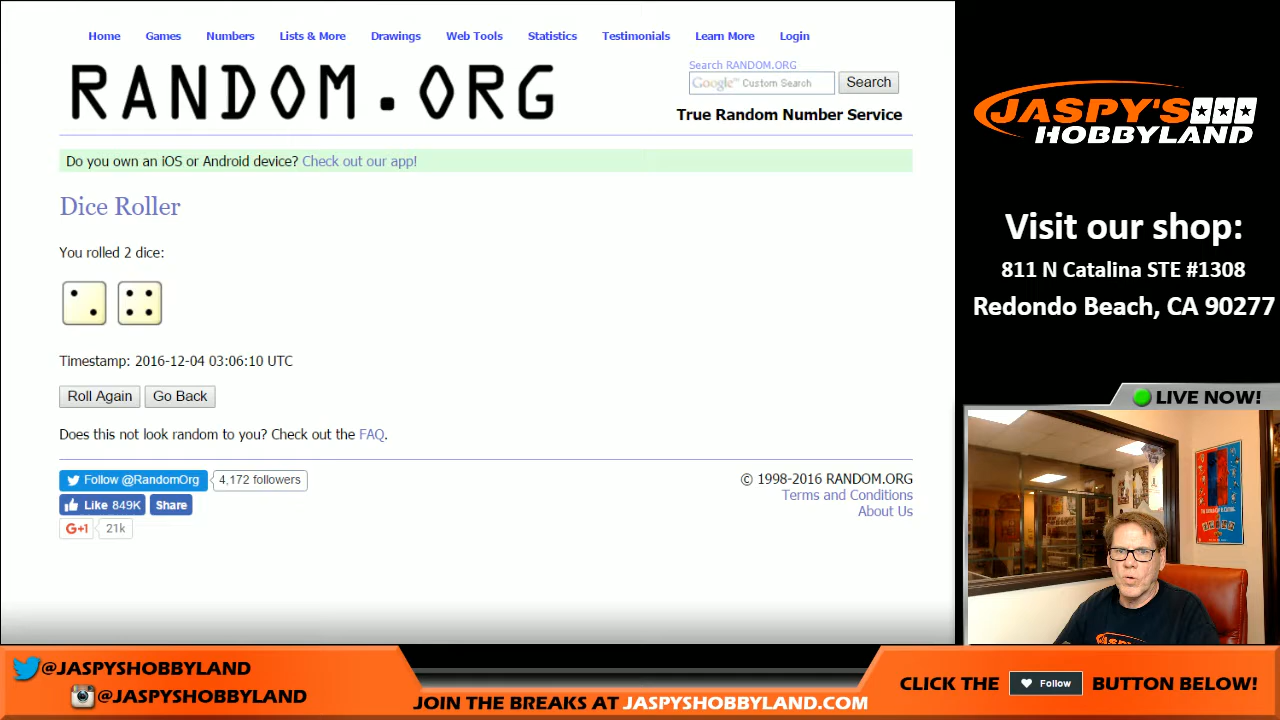 Home Games Numbers Lists & More Drawings Web Tools Statistics Testimonials Learn More Login
RANDOM.ORG
Search RANDOM.ORG
Google™ Custom Search Search
True Random Number Service
Do you own an iOS or Android device? Check out our app!
Dice Roller
You rolled 2 dice:
Timestamp: 2016-12-04 03:06:10 UTC
Roll Again Go Back
Does this not look random to you? Check out the FAQ.
Follow @RandomOrg 4,172 followers
Like 849K Share
G+1 21k
© 1998-2016 RANDOM.ORG
Terms and Conditions
About Us
JASPY'S
HOBBYLAND
Visit our shop:
811 N Catalina STE #1308
Redondo Beach, CA 90277
LIVE NOW!
JASPY'S
@JASPYSHOBBYLAND
@JASPYSHOBBYLAND
JOIN THE BREAKS AT JASPYSHOBBYLAND.COM
CLICK THE Follow BUTTON BELOW!